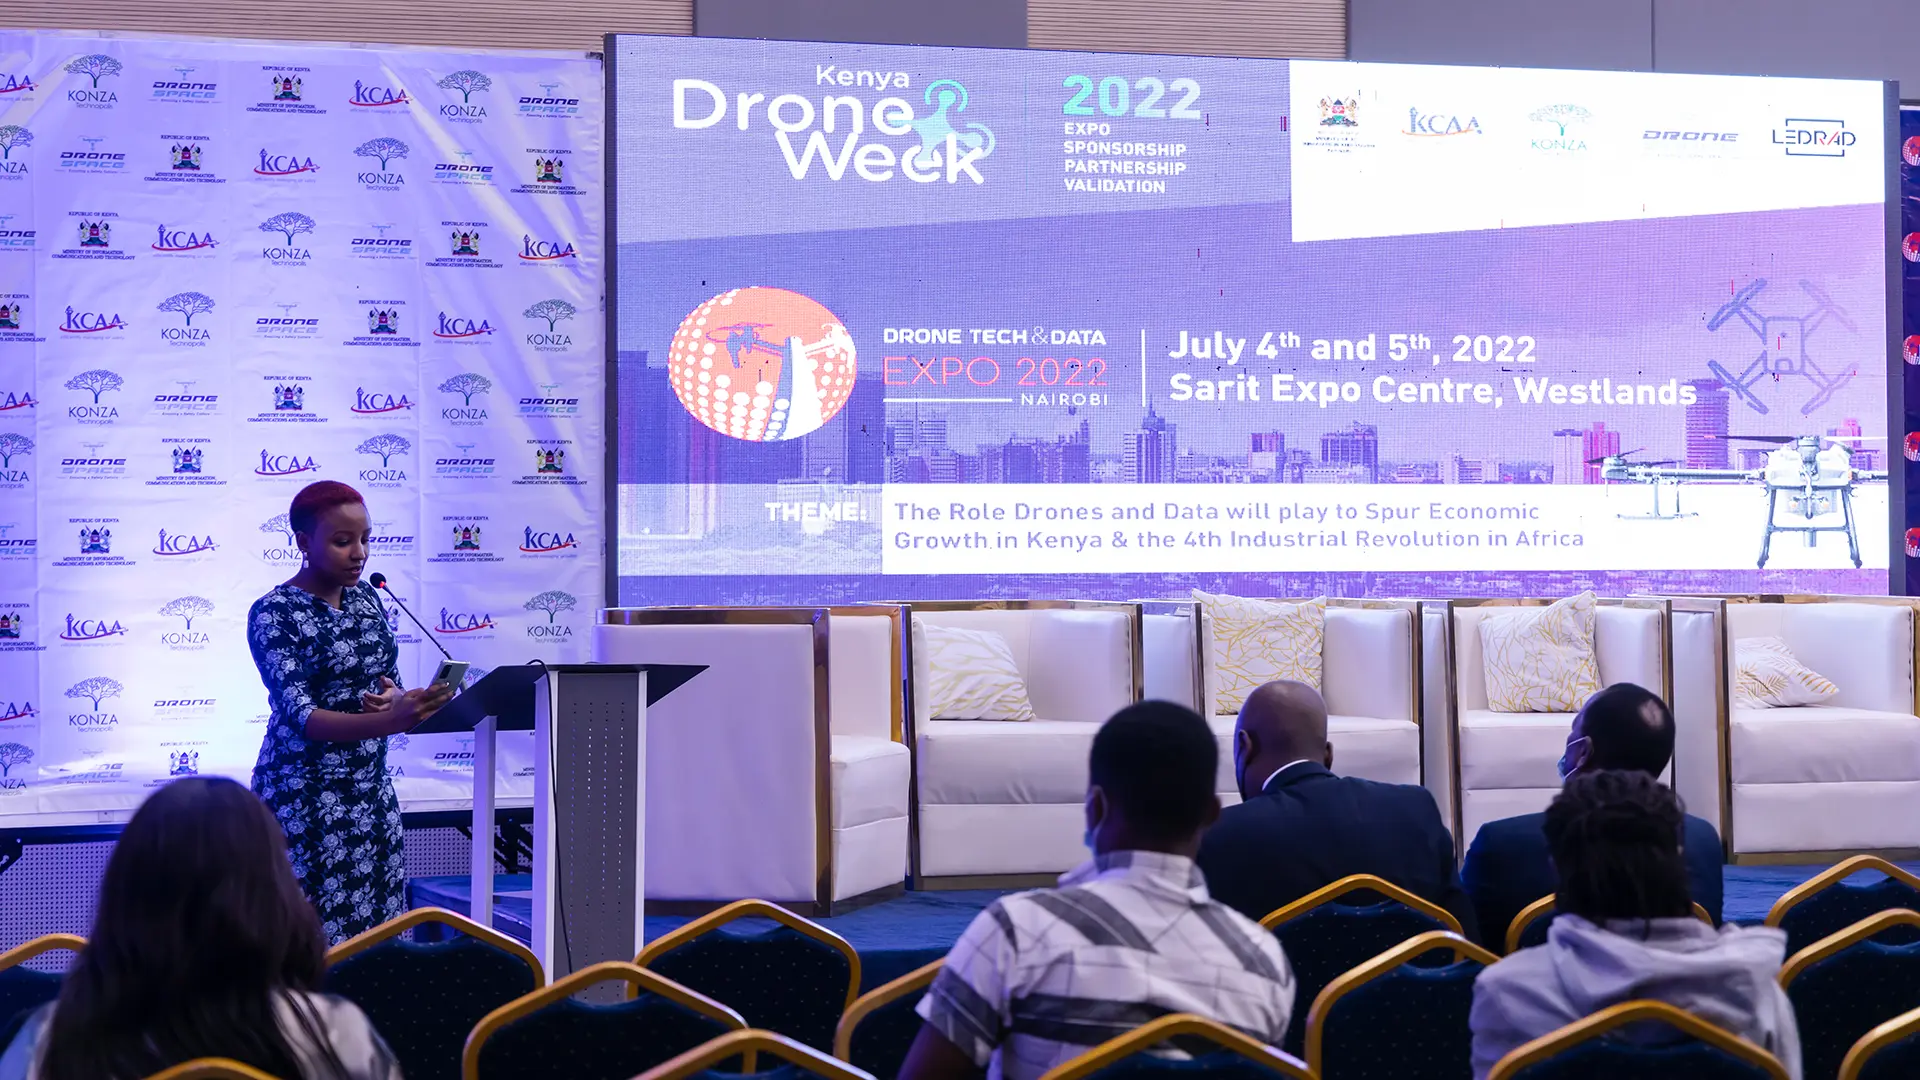 Kenya
Drone
Week
2022
EXPO
SPONSORSHIP
PARTNERSHIP
VALIDATION
KCAA
KONZA
DRONE
LEDRAD
DRONE TECH & DATA
EXPO 2022
NAIROBI
July 4th and 5th, 2022
Sarit Expo Centre, Westlands
THEME:
The Role Drones and Data will play to Spur Economic
Growth in Kenya & the 4th Industrial Revolution in Africa
KONZA
Technopolis
DRONE
SPACE
REPUBLIC OF KENYA
MINISTRY OF INFORMATION,
COMMUNICATIONS AND TECHNOLOGY
KCAA